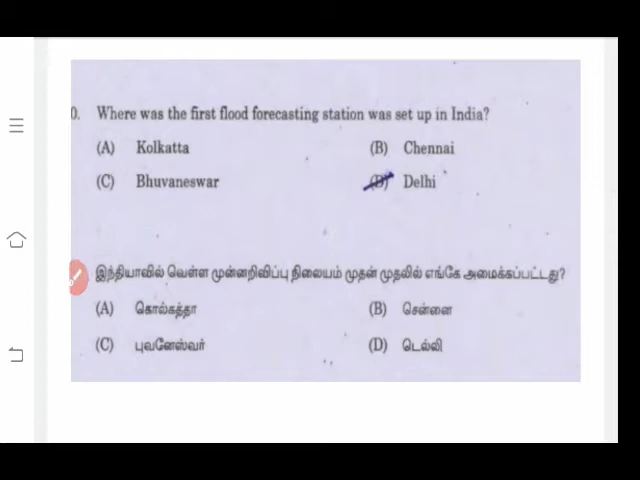 0. Where was the first flood forecasting station was set up in India?
(A) Kolkatta (B) Chennai
(C) Bhuvaneswar (D) Delhi
இந்தியாவில் வெள்ள முன்னறிவிப்பு நிலையம் முதன் முதலில் எங்கே அமைக்கப்பட்டது?
(A) கொல்கத்தா (B) சென்னை
(C) புவனேஸ்வர் (D) டெல்லி